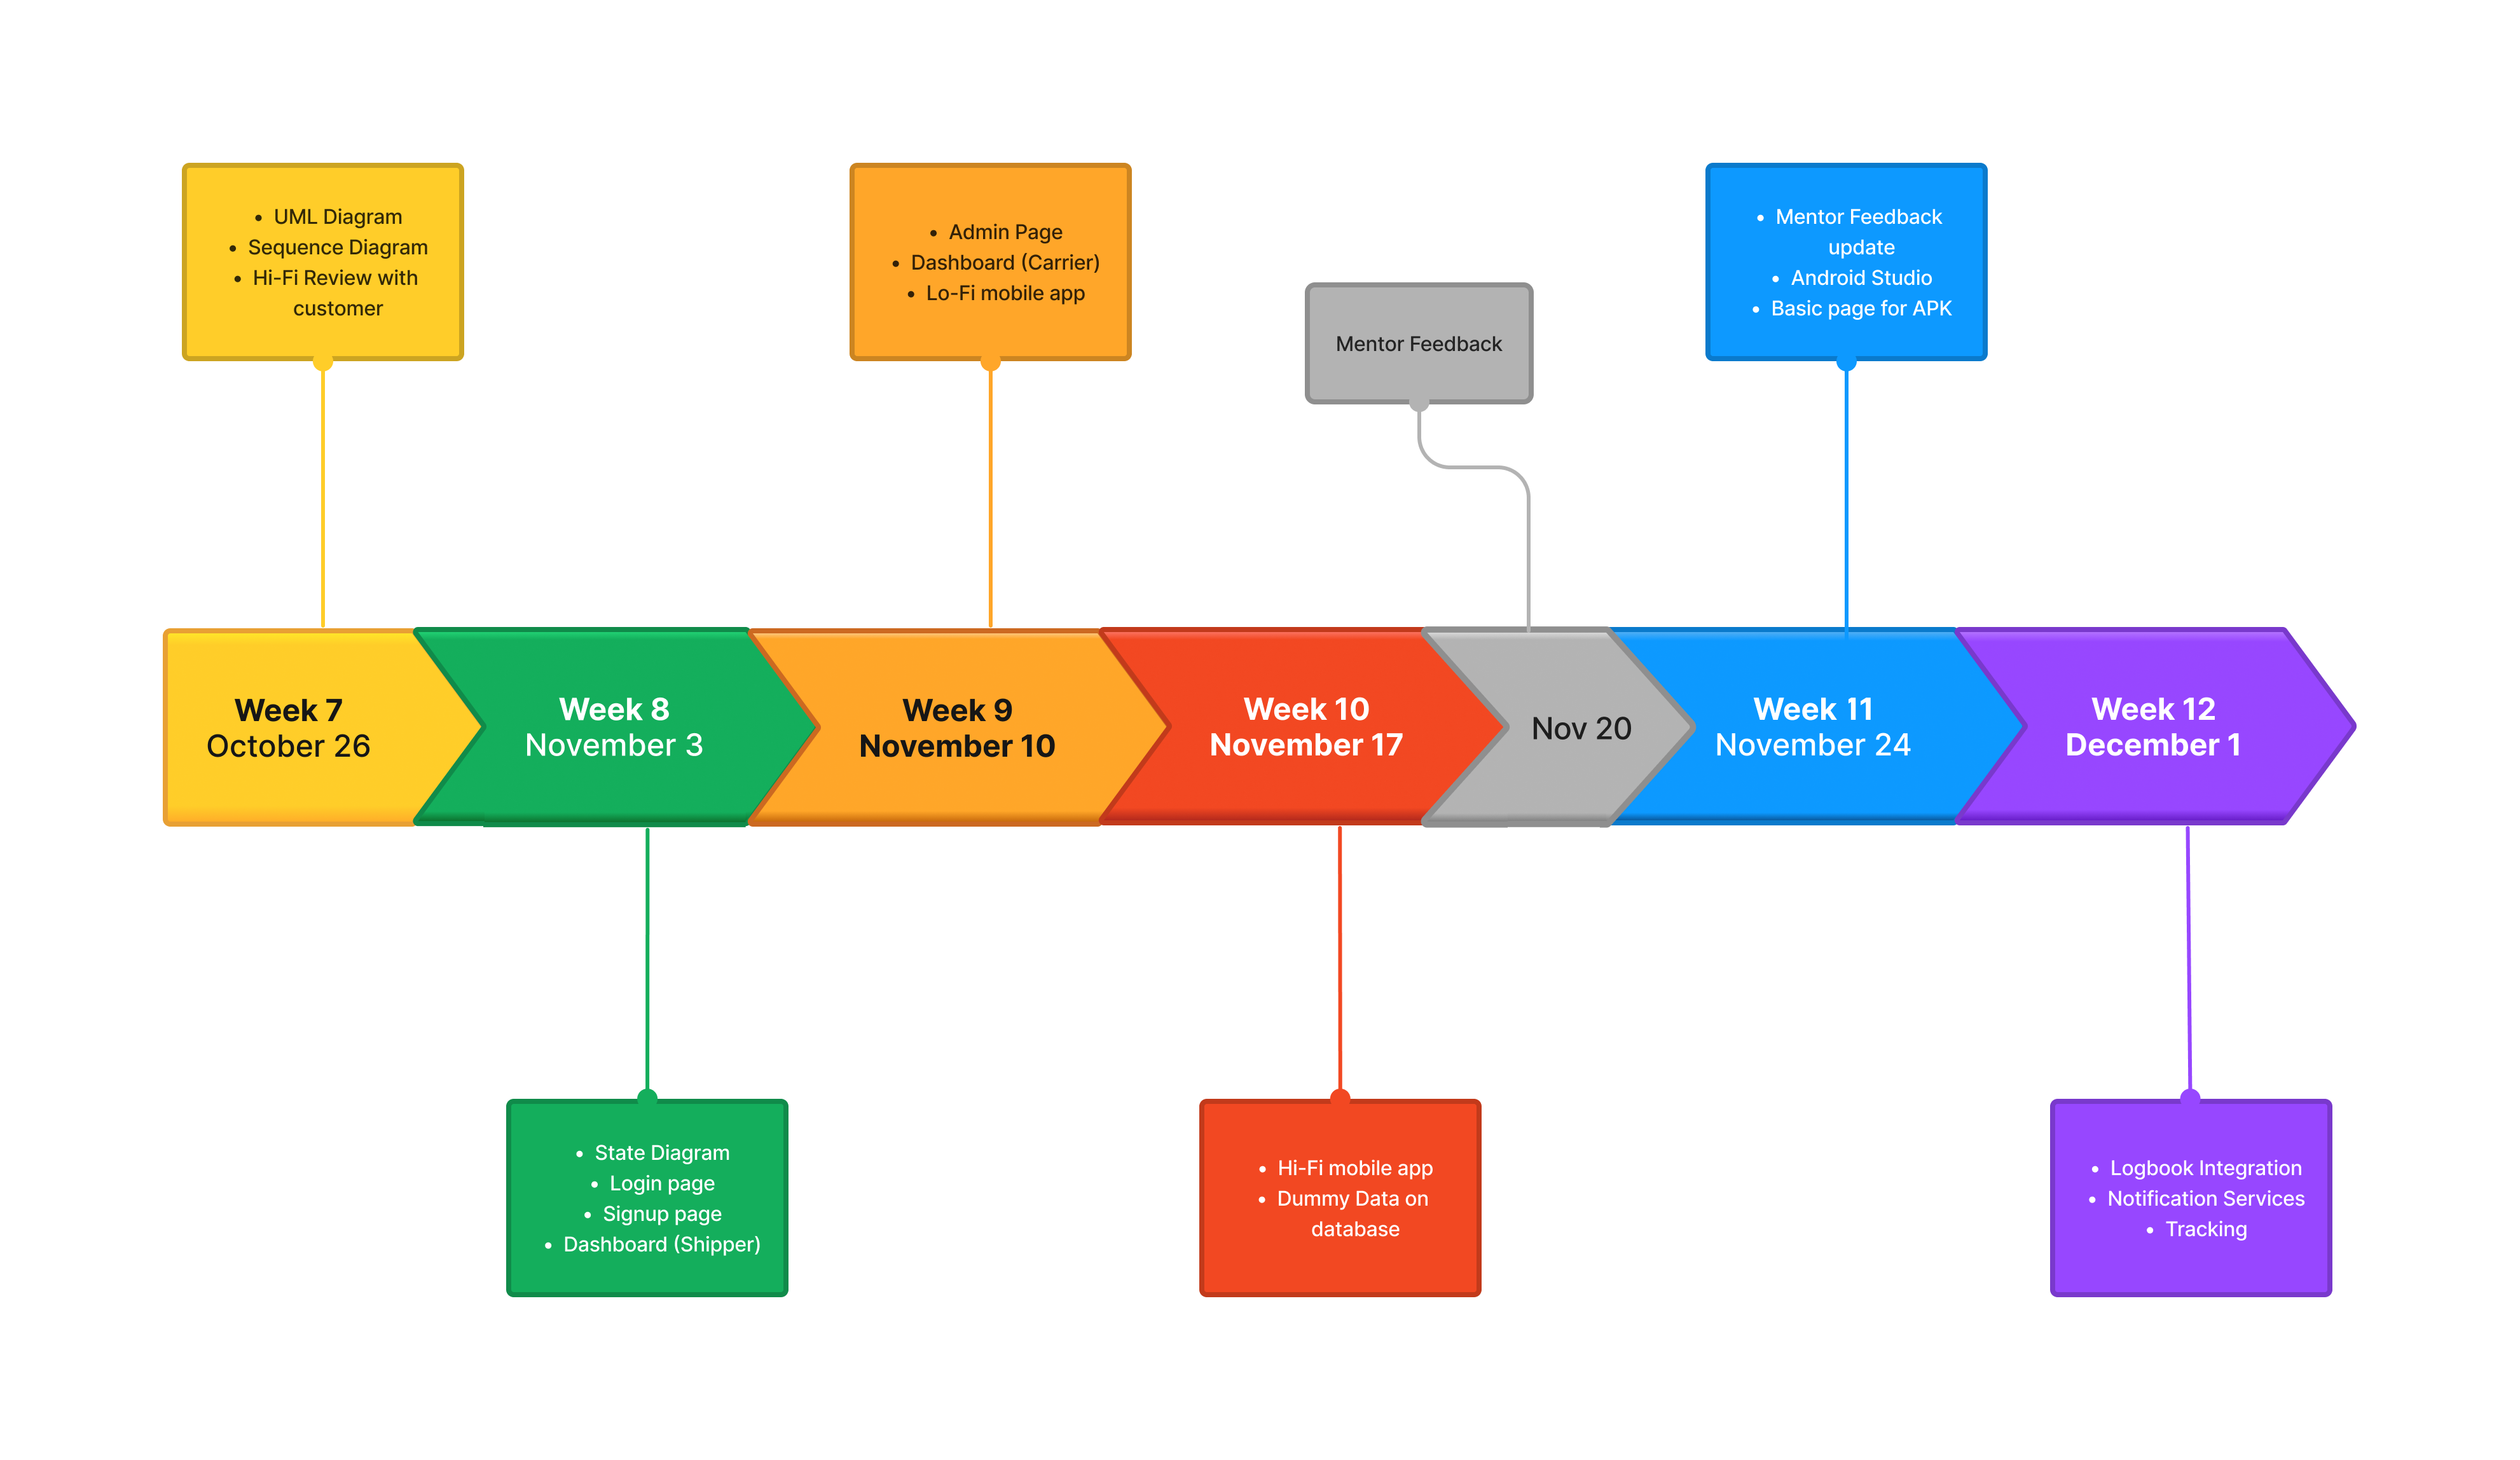 • UML Diagram
• Sequence Diagram
• Hi-Fi Review with
customer
• Admin Page
• Dashboard (Carrier)
• Lo-Fi mobile app
Mentor Feedback
• Mentor Feedback
update
• Android Studio
• Basic page for APK
Week 7
October 26
Week 8
November 3
Week 9
November 10
Week 10
November 17
Nov 20
Week 11
November 24
Week 12
December 1
• State Diagram
• Login page
• Signup page
• Dashboard (Shipper)
• Hi-Fi mobile app
• Dummy Data on
database
• Logbook Integration
• Notification Services
• Tracking